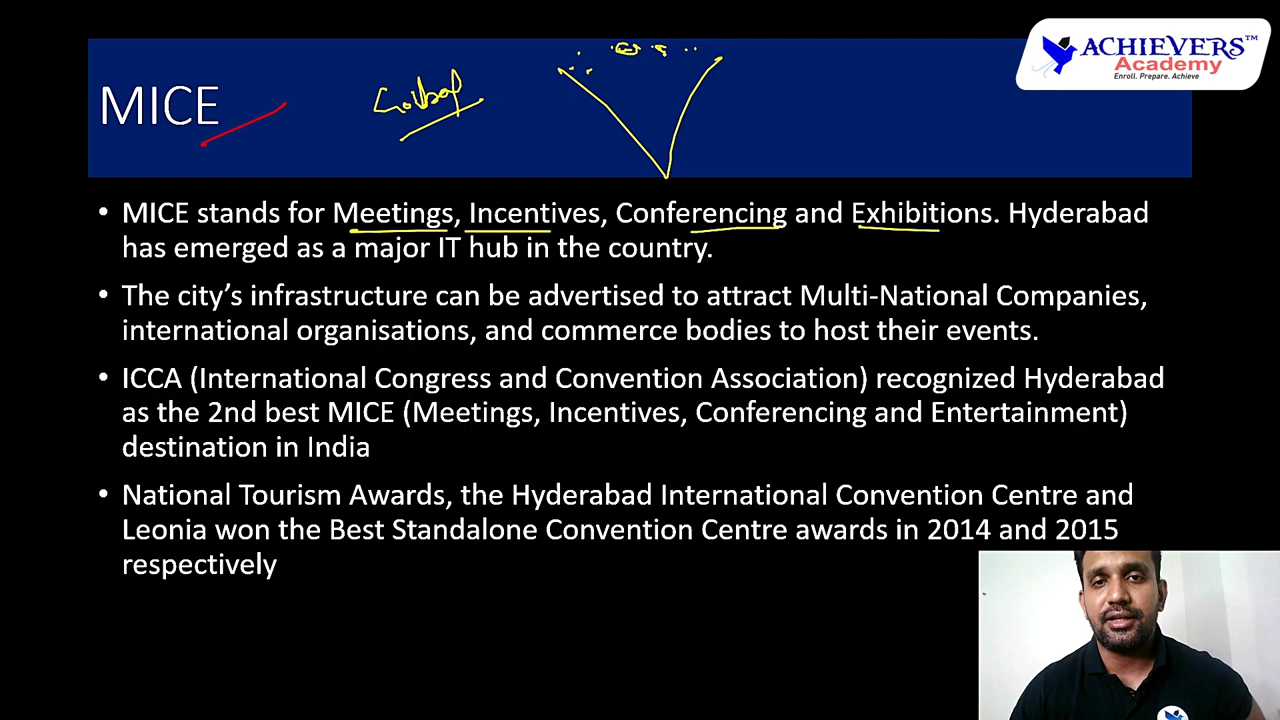 ACHIEVERS™
Academy
Enroll. Prepare. Achieve
MICE
• MICE stands for Meetings, Incentives, Conferencing and Exhibitions. Hyderabad
has emerged as a major IT hub in the country.
• The city’s infrastructure can be advertised to attract Multi-National Companies,
international organisations, and commerce bodies to host their events.
• ICCA (International Congress and Convention Association) recognized Hyderabad
as the 2nd best MICE (Meetings, Incentives, Conferencing and Entertainment)
destination in India
• National Tourism Awards, the Hyderabad International Convention Centre and
Leonia won the Best Standalone Convention Centre awards in 2014 and 2015
respectively